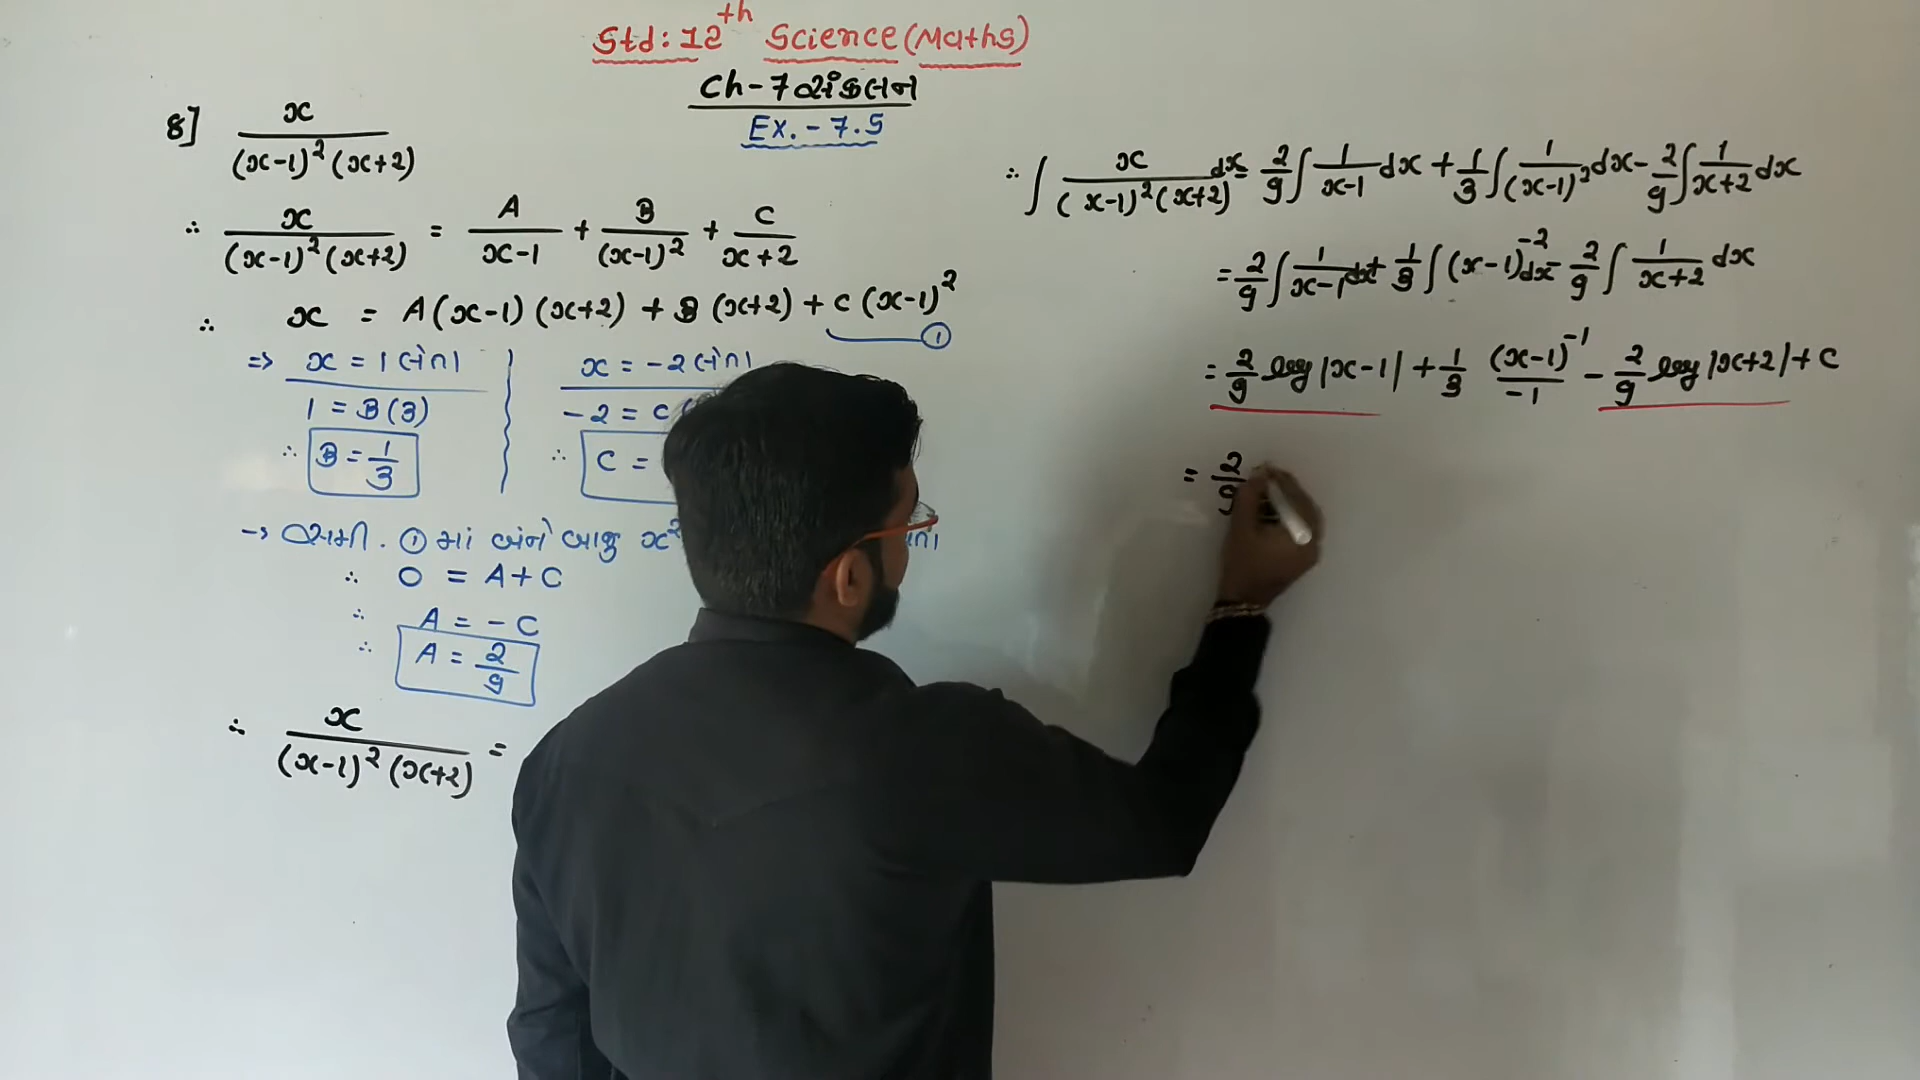 Std: 12th Science (Maths)
Ch-7 સંકલન
Ex. - 7.5
8] x/((x-1)²(x+2))
∴ x/((x-1)²(x+2)) = A/(x-1) + B/(x-1)² + C/(x+2)
∴ x = A(x-1)(x+2) + B(x+2) + C(x-1)² ①
⇒ x = 1 લેતાં
1 = B(3)
∴ B = 1/3
x = -2 લેતાં
-2 = C(
∴ C =
→ સમી. ① માં બંને બાજુ x²
∴ 0 = A+C
∴ A = -C
∴ A = 2/9
∴ x/((x-1)²(x+2)) =
∴ ∫ x/((x-1)²(x+2)) dx = 2/9 ∫ 1/(x-1) dx + 1/3 ∫ 1/(x-1)² dx - 2/9 ∫ 1/(x+2) dx
= 2/9 ∫ 1/(x-1) dx + 1/3 ∫ (x-1)⁻² dx - 2/9 ∫ 1/(x+2) dx
= 2/9 log |x-1| + 1/3 (x-1)⁻¹/-1 - 2/9 log |x+2| + C
= 2/9